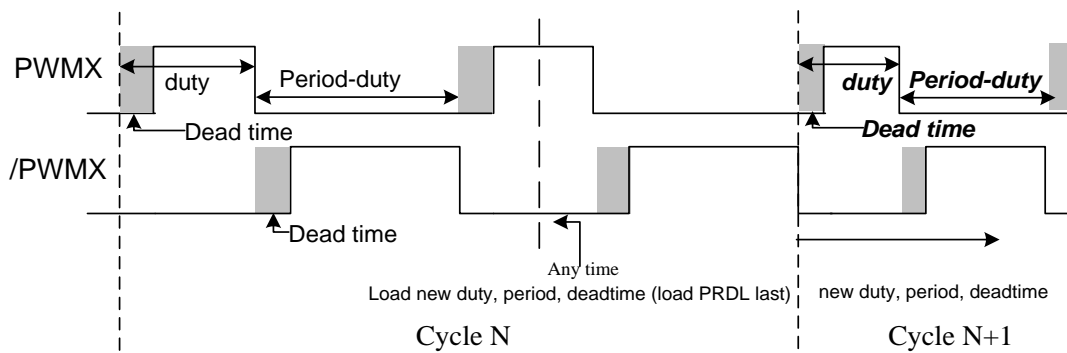 PWMX
duty
Period-duty
Dead time
duty
Period-duty
Dead time
/PWMX
Dead time
Any time
Load new duty, period, deadtime (load PRDL last)
new duty, period, deadtime
Cycle N
Cycle N+1